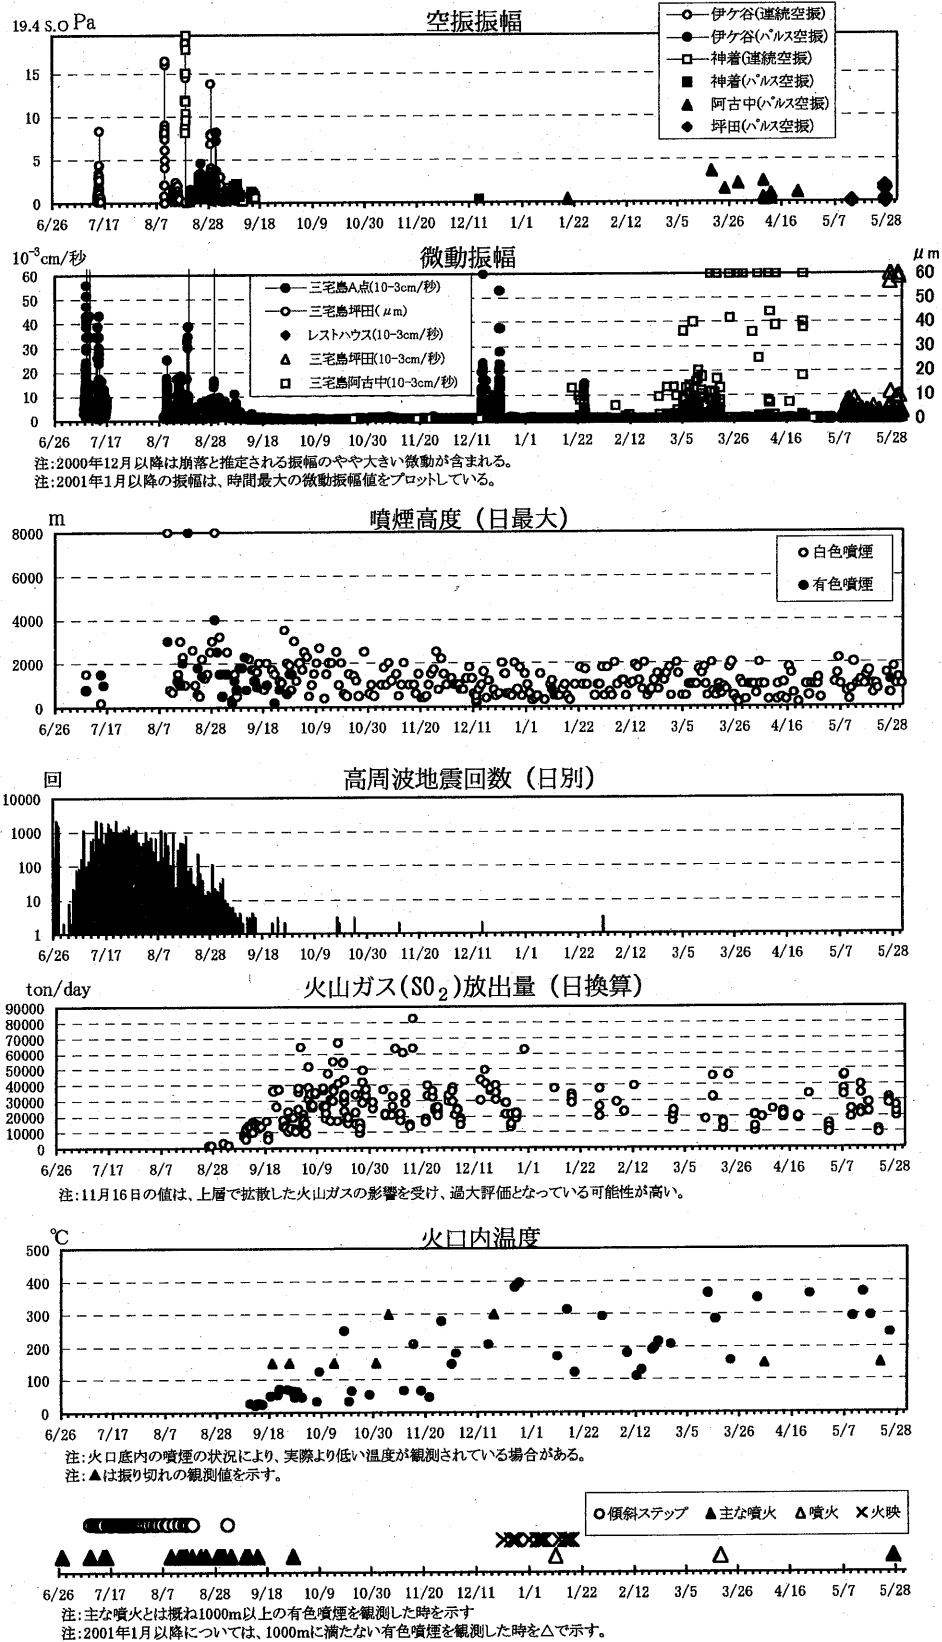 空振振幅
19.4 s.o Pa
伊ケ谷(連続空振)
伊ケ谷(パルス空振)
神着(連続空振)
神着(パルス空振)
阿古中(パルス空振)
坪田(パルス空振)
15
10
5
0
6/26 7/17 8/7 8/28 9/18 10/9 10/30 11/20 12/11 1/1 1/22 2/12 3/5 3/26 4/16 5/7 5/28
10⁻³cm/秒 微動振幅 μm
三宅島A点(10-3cm/秒)
三宅島坪田(μm)
レストハウス(10-3cm/秒)
三宅島坪田(10-3cm/秒)
三宅島阿古中(10-3cm/秒)
60 60
50 50
40 40
30 30
20 20
10 10
0 0
6/26 7/17 8/7 8/28 9/18 10/9 10/30 11/20 12/11 1/1 1/22 2/12 3/5 3/26 4/16 5/7 5/28
注:2000年12月以降は崩落と推定される振幅のやや大きい微動が含まれる。
注:2001年1月以降の振幅は、時間最大の微動振幅値をプロットしている。
m 噴煙高度(日最大)
白色噴煙
有色噴煙
8000
6000
4000
2000
0
6/26 7/17 8/7 8/28 9/18 10/9 10/30 11/20 12/11 1/1 1/22 2/12 3/5 3/26 4/16 5/7 5/28
回 高周波地震回数(日別)
10000
1000
100
10
1
6/26 7/17 8/7 8/28 9/18 10/9 10/30 11/20 12/11 1/1 1/22 2/12 3/5 3/26 4/16 5/7 5/28
ton/day 火山ガス(SO₂)放出量(日換算)
90000
80000
70000
60000
50000
40000
30000
20000
10000
0
6/26 7/17 8/7 8/28 9/18 10/9 10/30 11/20 12/11 1/1 1/22 2/12 3/5 3/26 4/16 5/7 5/28
注:11月16日の値は、上層で拡散した火山ガスの影響を受け、過大評価となっている可能性が高い。
℃ 火口内温度
500
400
300
200
100
0
6/26 7/17 8/7 8/28 9/18 10/9 10/30 11/20 12/11 1/1 1/22 2/12 3/5 3/26 4/16 5/7 5/28
注:火口底内の噴煙の状況により、実際より低い温度が観測されている場合がある。
注:▲は振り切れの観測値を示す。
○傾斜ステップ ▲主な噴火 △噴火 ×火映
6/26 7/17 8/7 8/28 9/18 10/9 10/30 11/20 12/11 1/1 1/22 2/12 3/5 3/26 4/16 5/7 5/28
注:主な噴火とは概ね1000m以上の有色噴煙を観測した時を示す
注:2001年1月以降については、1000mに満たない有色噴煙を観測した時を△で示す。